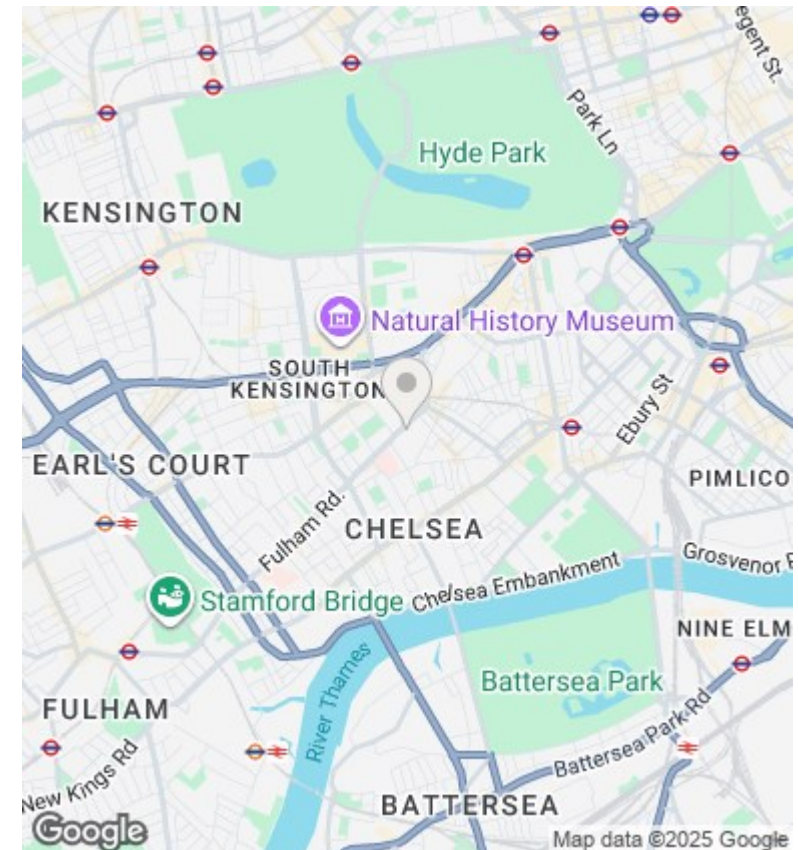 egent St.
Park Ln
Hyde Park
KENSINGTON
Natural History Museum
SOUTH
KENSINGTON
Ebury St
EARL'S COURT
PIMLICO
Fulham Rd.
CHELSEA
Grosvenor R
Chelsea Embankment
Stamford Bridge
NINE ELM
River Thames
Battersea Park
FULHAM
Battersea Park Rd
New Kings Rd
BATTERSEA
Google
Map data ©2025 Google